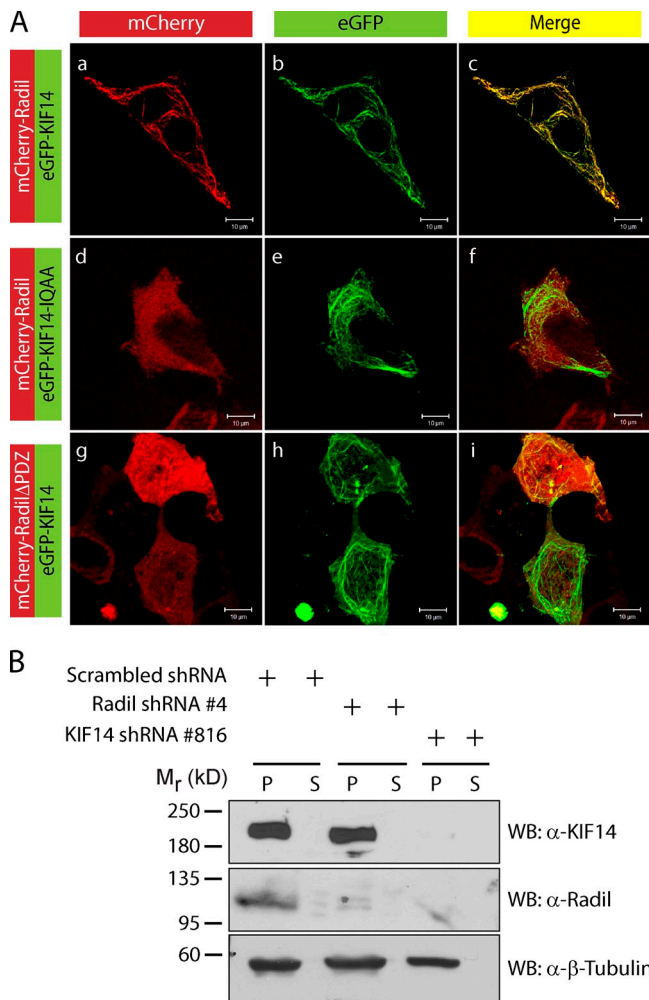 A
mCherry
eGFP
Merge
mCherry-Radil
eGFP-KIF14
a
b
c
10 µm
10 µm
10 µm
mCherry-Radil
eGFP-KIF14-IQAA
d
e
f
10 µm
10 µm
10 µm
mCherry-RadilΔPDZ
eGFP-KIF14
g
h
i
10 µm
10 µm
10 µm
B
Scrambled shRNA + +
Radil shRNA #4 + +
KIF14 shRNA #816 + +
Mr (kD) P S P S P S
250
180
WB: α-KIF14
135
95
WB: α-Radil
60
WB: α-β-Tubulin